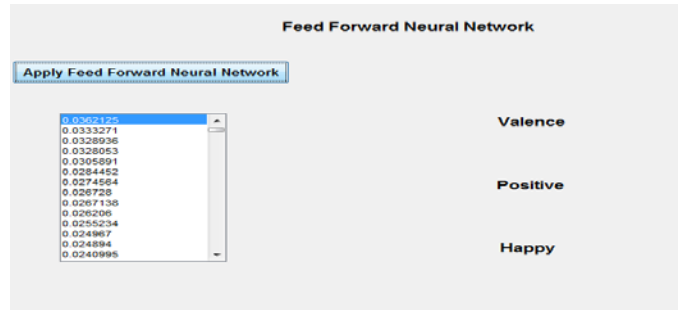 Feed Forward Neural Network
Apply Feed Forward Neural Network
0.0362125
0.0333271
0.0328936
0.0328053
0.0305891
0.0284452
0.0274564
0.026728
0.0267138
0.026206
0.0255234
0.024967
0.024894
0.0240995
Valence
Positive
Happy